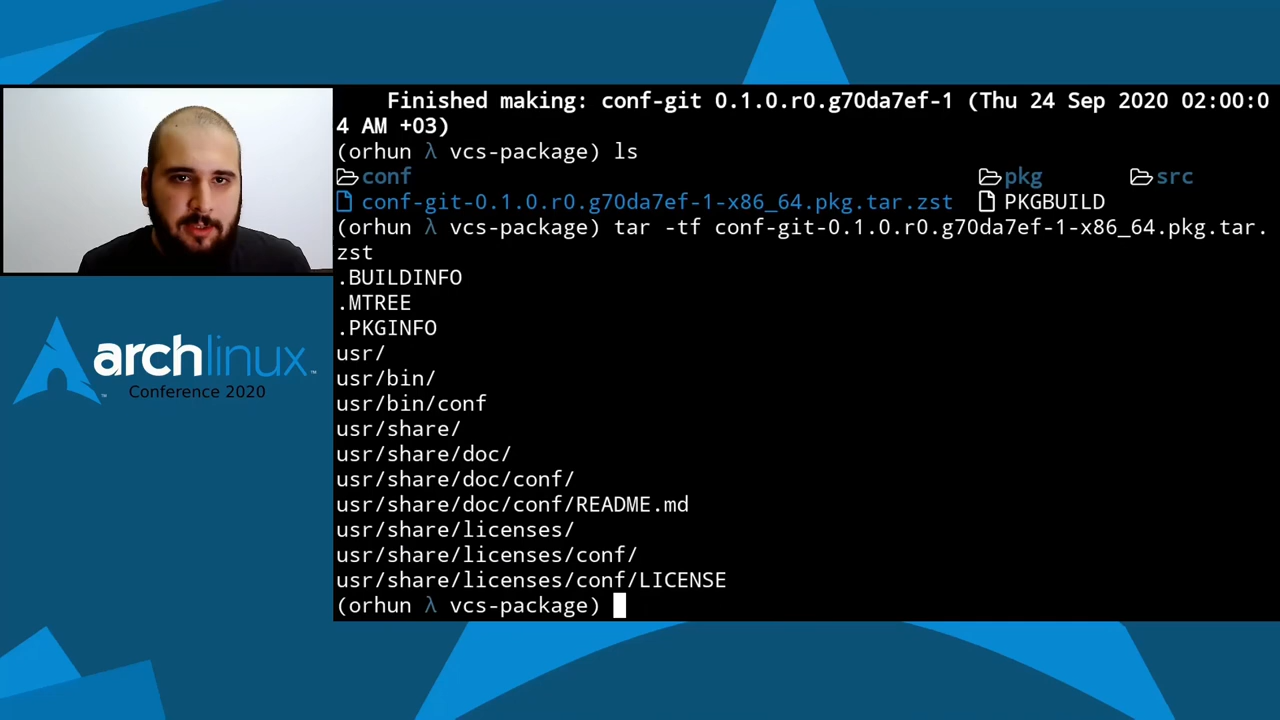 Finished making: conf-git 0.1.0.r0.g70da7ef-1 (Thu 24 Sep 2020 02:00:0
4 AM +03)
(orhun λ vcs-package) ls
conf pkg src
conf-git-0.1.0.r0.g70da7ef-1-x86_64.pkg.tar.zst PKGBUILD
(orhun λ vcs-package) tar -tf conf-git-0.1.0.r0.g70da7ef-1-x86_64.pkg.tar.
zst
.BUILDINFO
.MTREE
.PKGINFO
usr/
usr/bin/
usr/bin/conf
usr/share/
usr/share/doc/
usr/share/doc/conf/
usr/share/doc/conf/README.md
usr/share/licenses/
usr/share/licenses/conf/
usr/share/licenses/conf/LICENSE
(orhun λ vcs-package)
archlinux™
Conference 2020